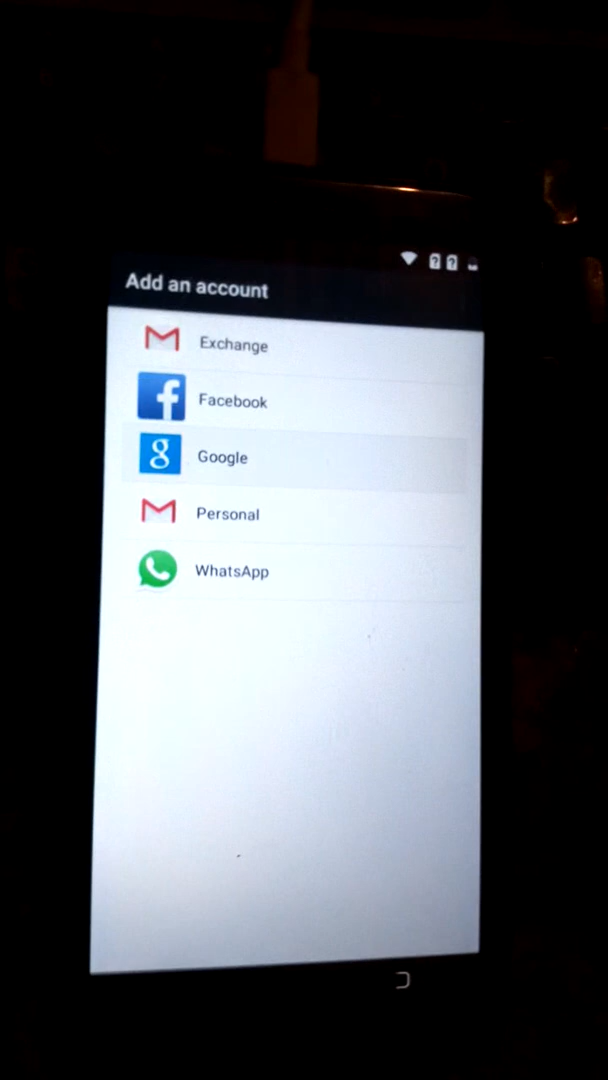 Add an account
Exchange
Facebook
Google
Personal
WhatsApp